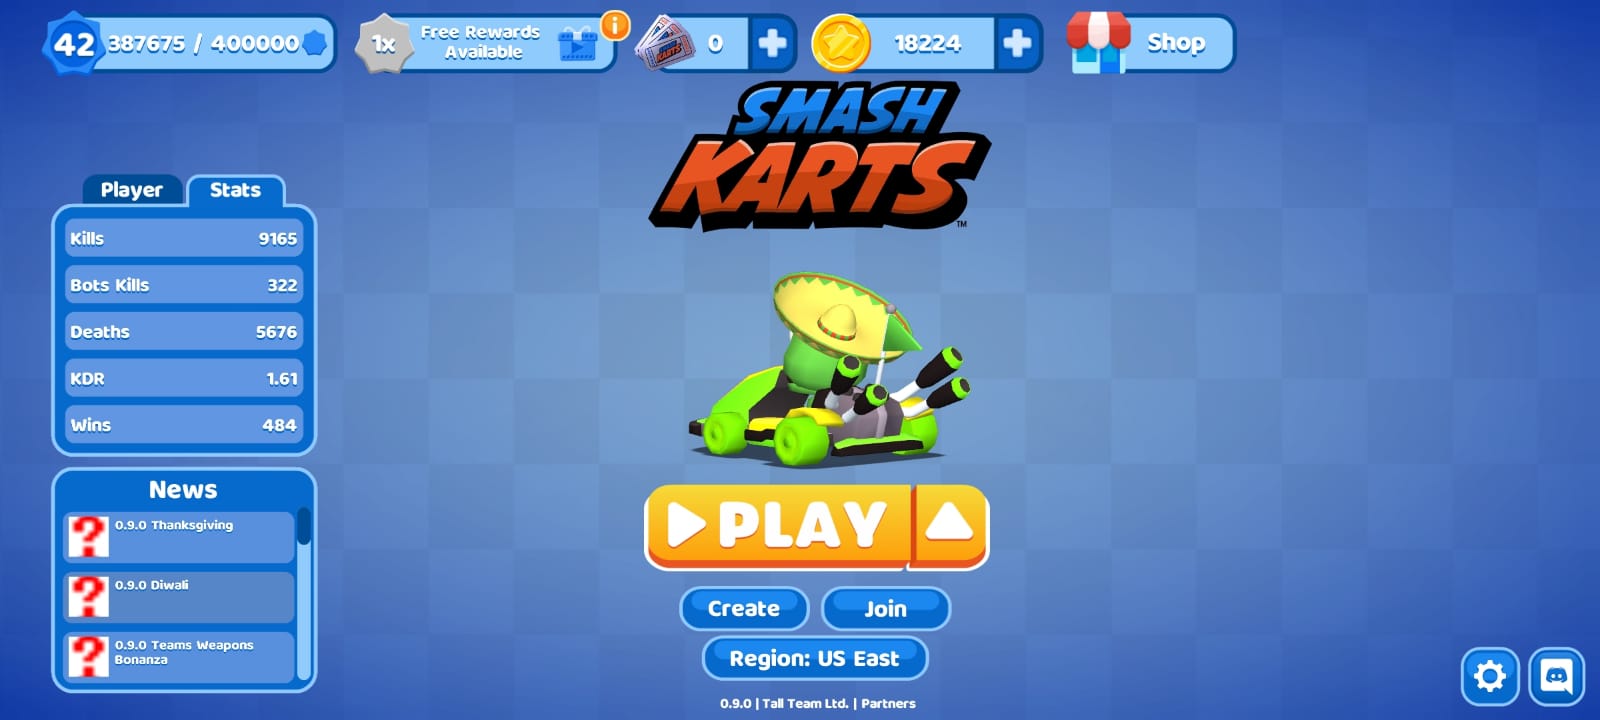 42 387675 / 400000
1x Free Rewards
Available
i
0
18224
Shop
SMASH
KARTS
™
Player Stats
Kills 9165
Bots Kills 322
Deaths 5676
KDR 1.61
Wins 484
News
? 0.9.0 Thanksgiving
? 0.9.0 Diwali
? 0.9.0 Teams Weapons
Bonanza
PLAY
Create Join
Region: US East
0.9.0 | Tall Team Ltd. | Partners